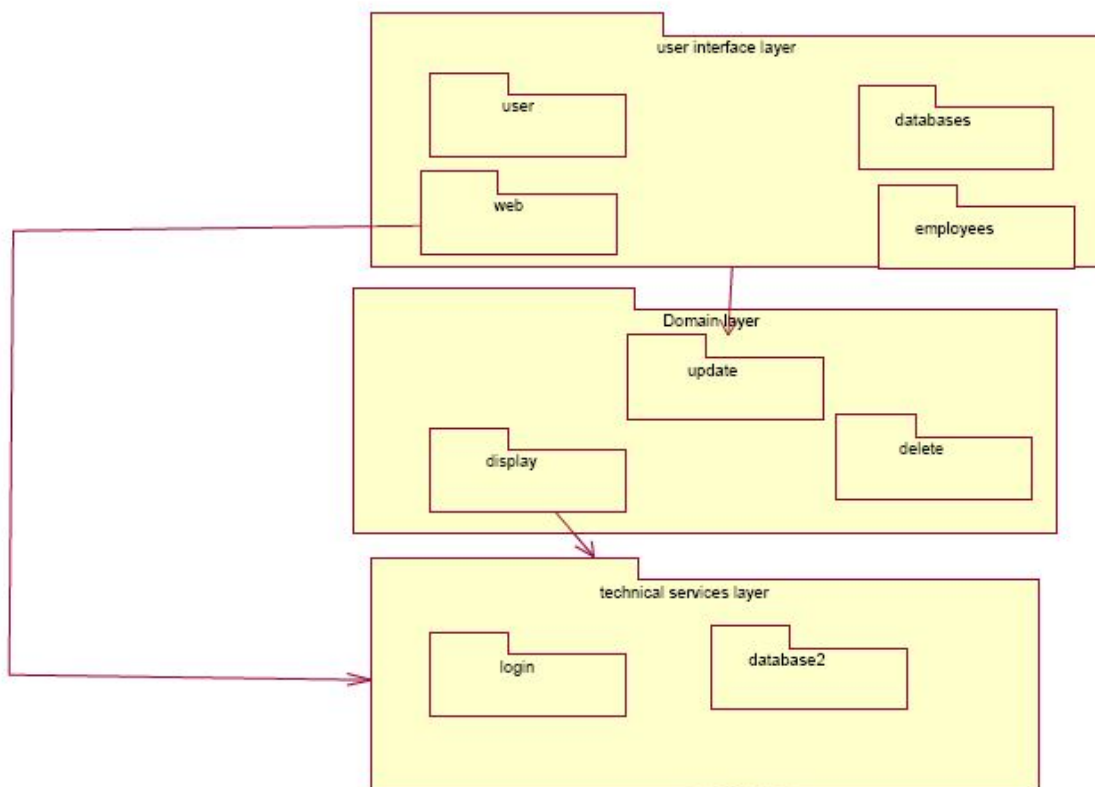 user interface layer
user
databases
web
employees
Domain layer
update
display
delete
technical services layer
login
database2